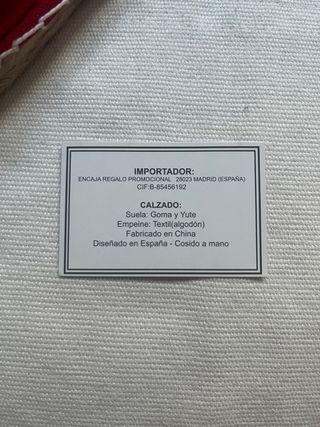 IMPORTADOR:
ENCAJA REGALO PROMOCIONAL 28023 MADRID (ESPAÑA)
CIF:B-85456192
CALZADO:
Suela: Goma y Yute
Empeine: Textil(algodón)
Fabricado en China
Diseñado en España - Cosido a mano